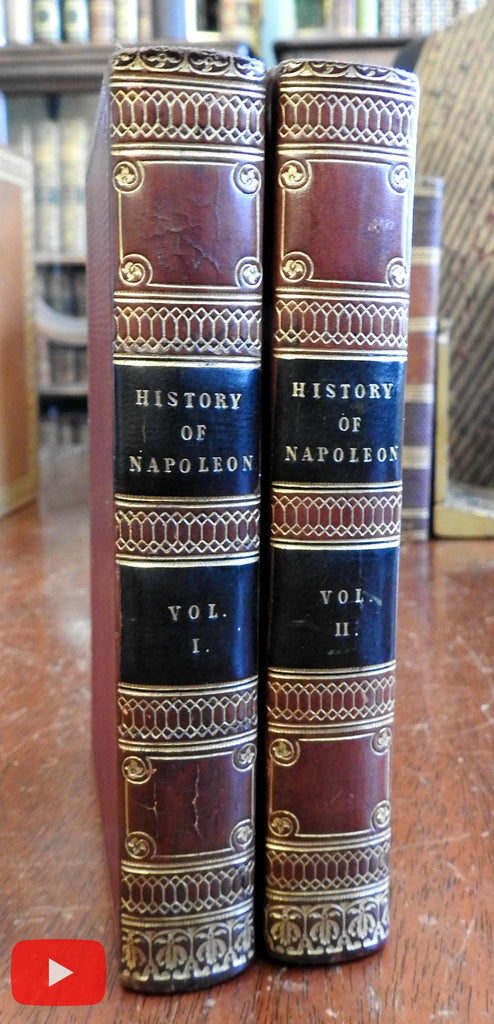 HISTORY
OF
NAPOLEON
VOL.
I.
HISTORY
OF
NAPOLEON
VOL.
II.